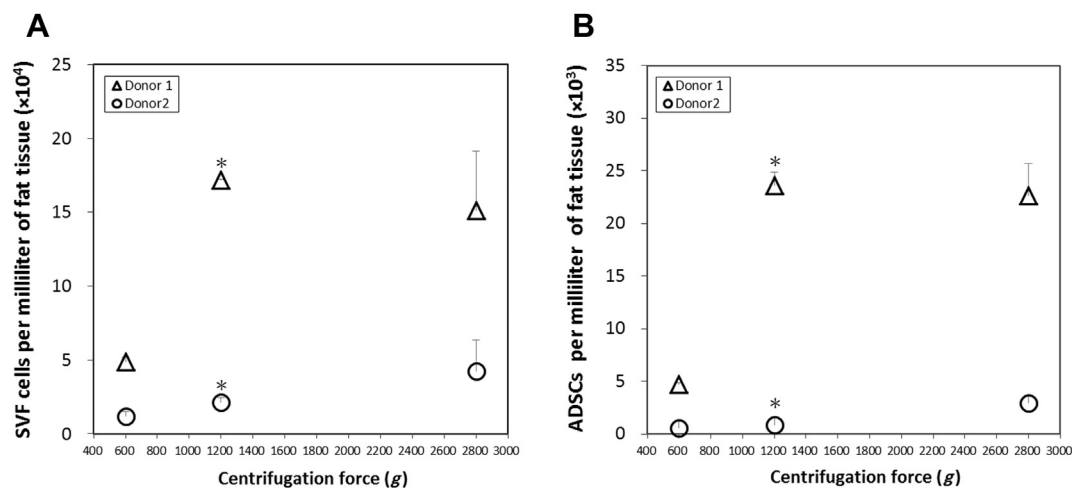 A
SVF cells per milliliter of fat tissue (×10⁴)
25
20
15
10
5
0
Donor 1
Donor2
*
*
400 600 800 1000 1200 1400 1600 1800 2000 2200 2400 2600 2800 3000
Centrifugation force (g)
B
ADSCs per milliliter of fat tissue (×10³)
35
30
25
20
15
10
5
0
Donor 1
Donor2
*
*
400 600 800 1000 1200 1400 1600 1800 2000 2200 2400 2600 2800 3000
Centrifugation force (g)